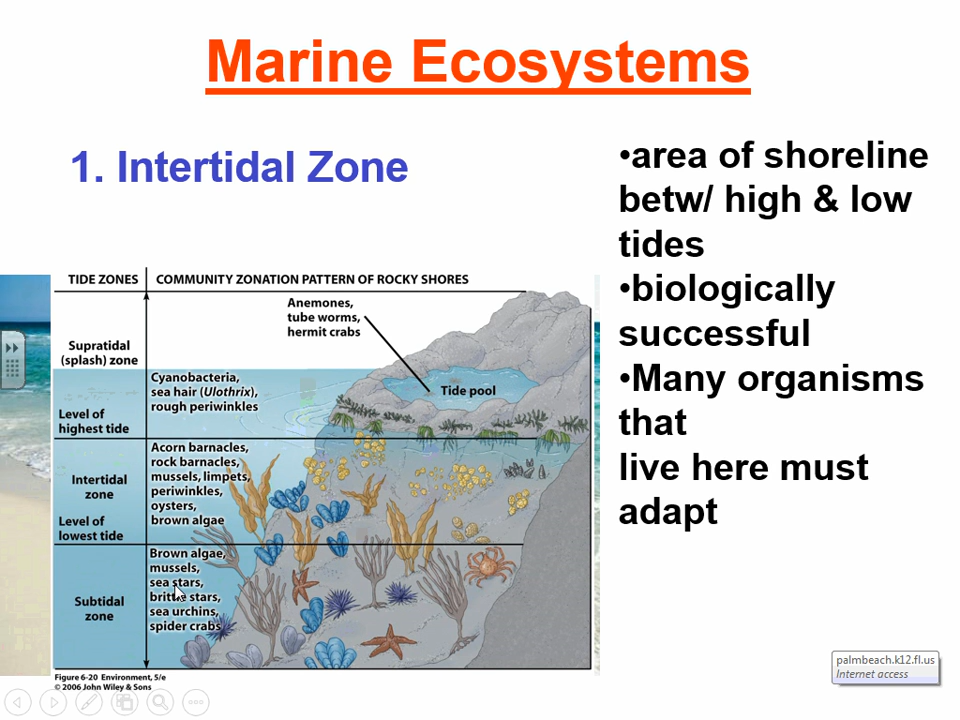 Marine Ecosystems
1. Intertidal Zone
•area of shoreline
betw/ high & low
tides
•biologically
successful
•Many organisms
that
live here must
adapt
TIDE ZONES
COMMUNITY ZONATION PATTERN OF ROCKY SHORES
Anemones,
tube worms,
hermit crabs
Supratidal
(splash) zone
Tide pool
Cyanobacteria,
sea hair (Ulothrix),
rough periwinkles
Level of
highest tide
Acorn barnacles,
rock barnacles,
mussels, limpets,
periwinkles,
oysters,
brown algae
Intertidal
zone
Level of
lowest tide
Brown algae,
mussels,
sea stars,
brittle stars,
sea urchins,
spider crabs
Subtidal
zone
Figure 6-20 Environment, 5/e
© 2006 John Wiley & Sons
palmbeach.k12.fl.us
Internet access